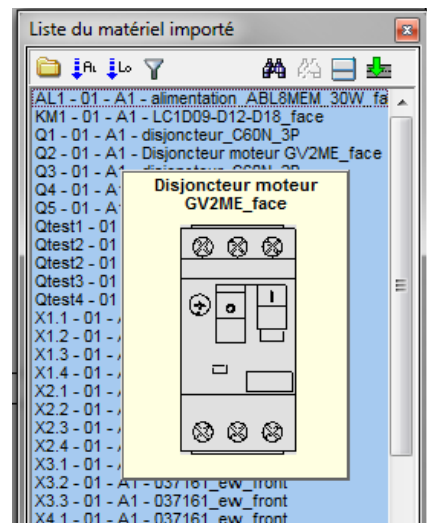 Liste du matériel importé
AL1 - 01 - A1 - alimentation_ABL8MEM_30W_fa
KM1 - 01 - A1 - LC1D09-D12-D18_face
Q1 - 01 - A1 - disjoncteur_C60N_3P
Q2 - 01 - A1 - Disjoncteur moteur GV2ME_face
Q3 - 01 - A1 - disjoncteur_C60N_3P
Q4 - 01 - A
Q5 - 01 - A
Qtest1 - 01
Qtest2 - 01
Qtest2 - 01
Qtest3 - 01
Qtest4 - 01
X1.1 - 01 -
X1.2 - 01 -
X1.3 - 01 -
X1.4 - 01 -
X2.1 - 01 -
X2.2 - 01 -
X2.3 - 01 -
X2.4 - 01 -
X3.1 - 01 -
X3.2 - 01 - A1 - 037161_ew_front
X3.3 - 01 - A1 - 037161_ew_front
X4.1 - 01 - A1 - 037161_ew_front
Disjoncteur moteur
GV2ME_face